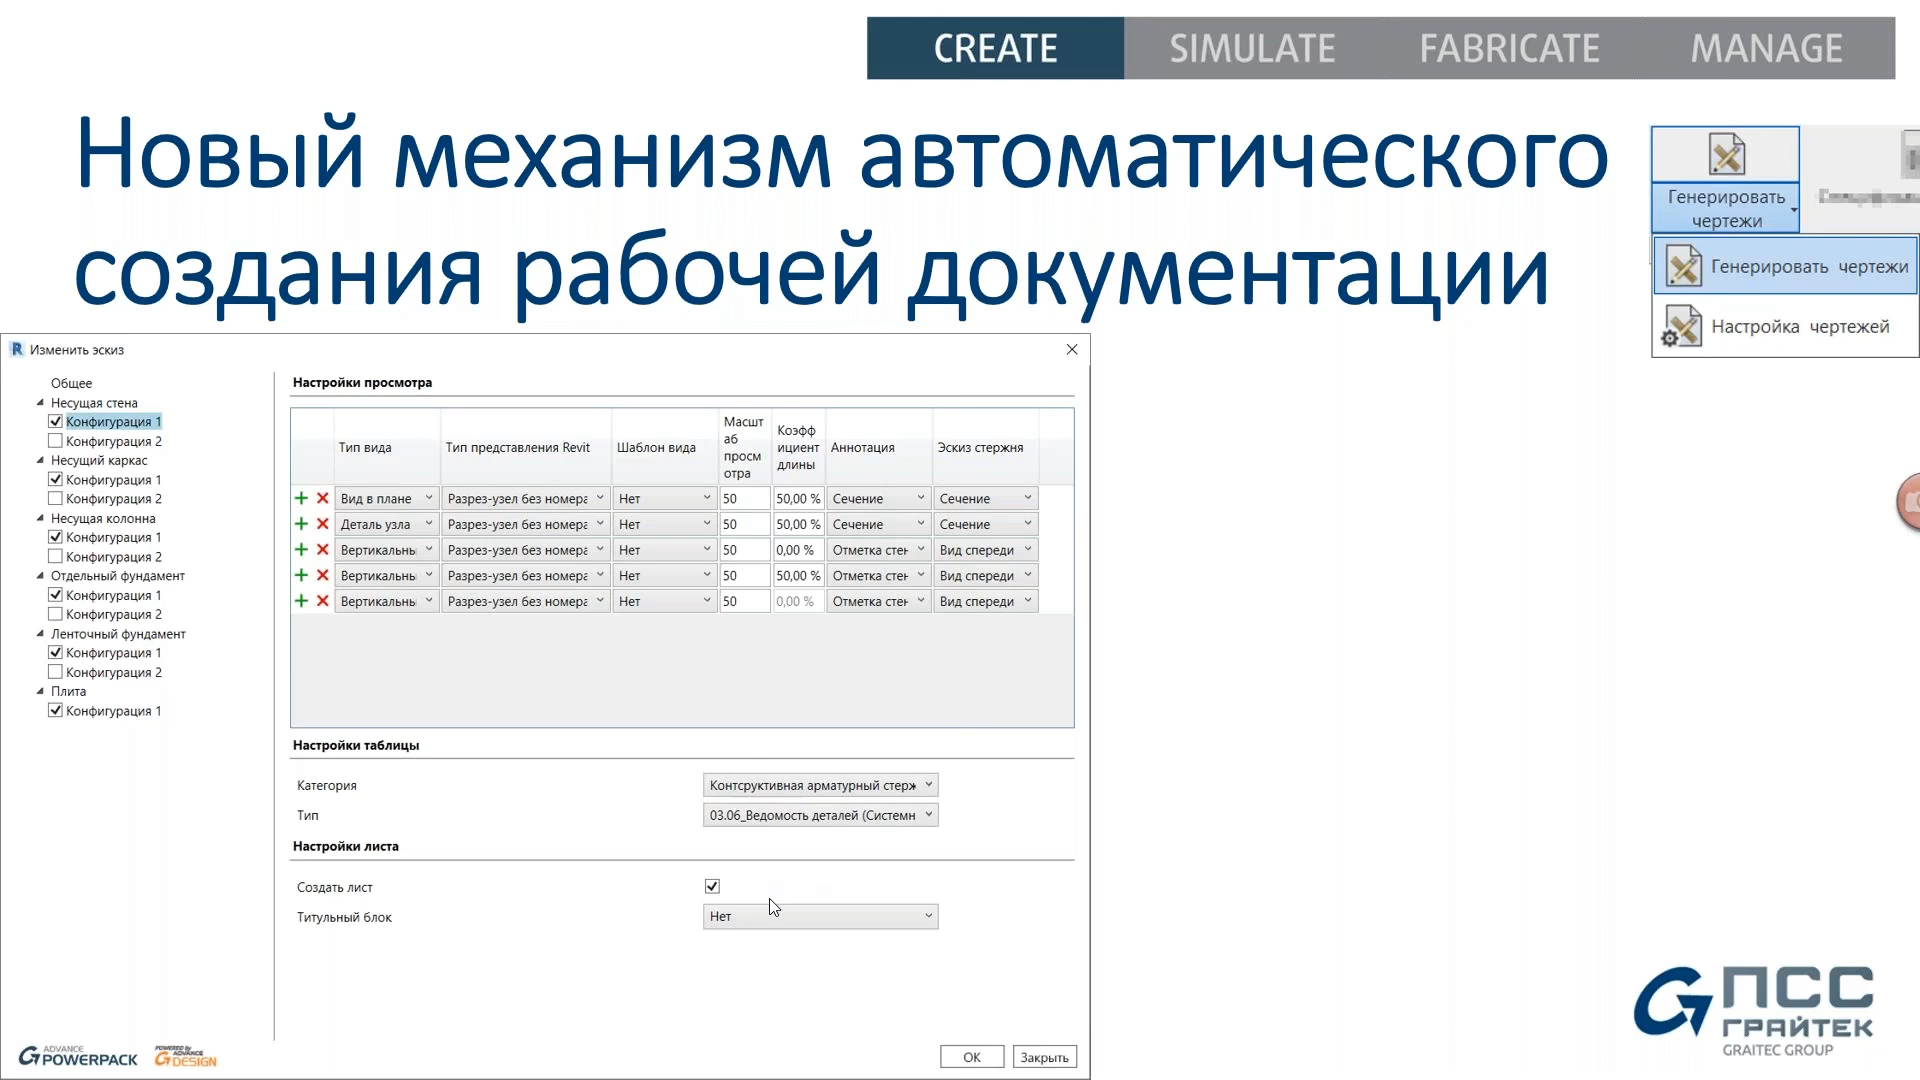 CREATE SIMULATE FABRICATE MANAGE
Новый механизм автоматического
создания рабочей документации
Генерировать
чертежи
Генерировать чертежи
Настройка чертежей
Изменить эскиз
Общее
Несущая стена
Конфигурация 1
Конфигурация 2
Несущий каркас
Конфигурация 1
Конфигурация 2
Несущая колонна
Конфигурация 1
Конфигурация 2
Отдельный фундамент
Конфигурация 1
Конфигурация 2
Ленточный фундамент
Конфигурация 1
Конфигурация 2
Плита
Конфигурация 1
Настройки просмотра
Тип вида
Тип представления Revit
Шаблон вида
Масшт
аб
просм
отра
Коэфф
ициент
длины
Аннотация
Эскиз стержня
Вид в плане Разрез-узел без номера Нет 50 50,00 % Сечение Сечение
Деталь узла Разрез-узел без номера Нет 50 50,00 % Сечение Сечение
Вертикальны Разрез-узел без номера Нет 50 0,00 % Отметка стен Вид спереди
Вертикальны Разрез-узел без номера Нет 50 50,00 % Отметка стен Вид спереди
Вертикальны Разрез-узел без номера Нет 50 0,00 % Отметка стен Вид спереди
Настройки таблицы
Категория Контсруктивная арматурный стерж
Тип 03.06_Ведомость деталей (Системн
Настройки листа
Создать лист
Титульный блок Нет
ADVANCE
POWERPACK
POWERED by
ADVANCE
DESIGN
ОК Закрыть
ПСС
ГРАЙТЕК
GRAITEC GROUP